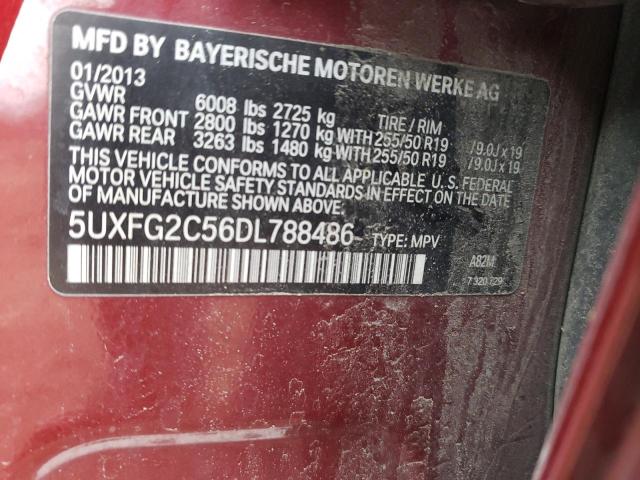 MFD BY BAYERISCHE MOTOREN WERKE AG
01/2013
GVWR 6008 lbs 2725 kg TIRE / RIM
GAWR FRONT 2800 lbs 1270 kg WITH 255/50 R19 / 9.0J x 19
GAWR REAR 3263 lbs 1480 kg WITH 255/50 R19 / 9.0J x 19
THIS VEHICLE CONFORMS TO ALL APPLICABLE U.S. FEDERAL
MOTOR VEHICLE SAFETY STANDARDS IN EFFECT ON THE DATE
OF MANUFACTURE SHOWN ABOVE.
5UXFG2C56DL788486 TYPE: MPV
A82M
7 320 729